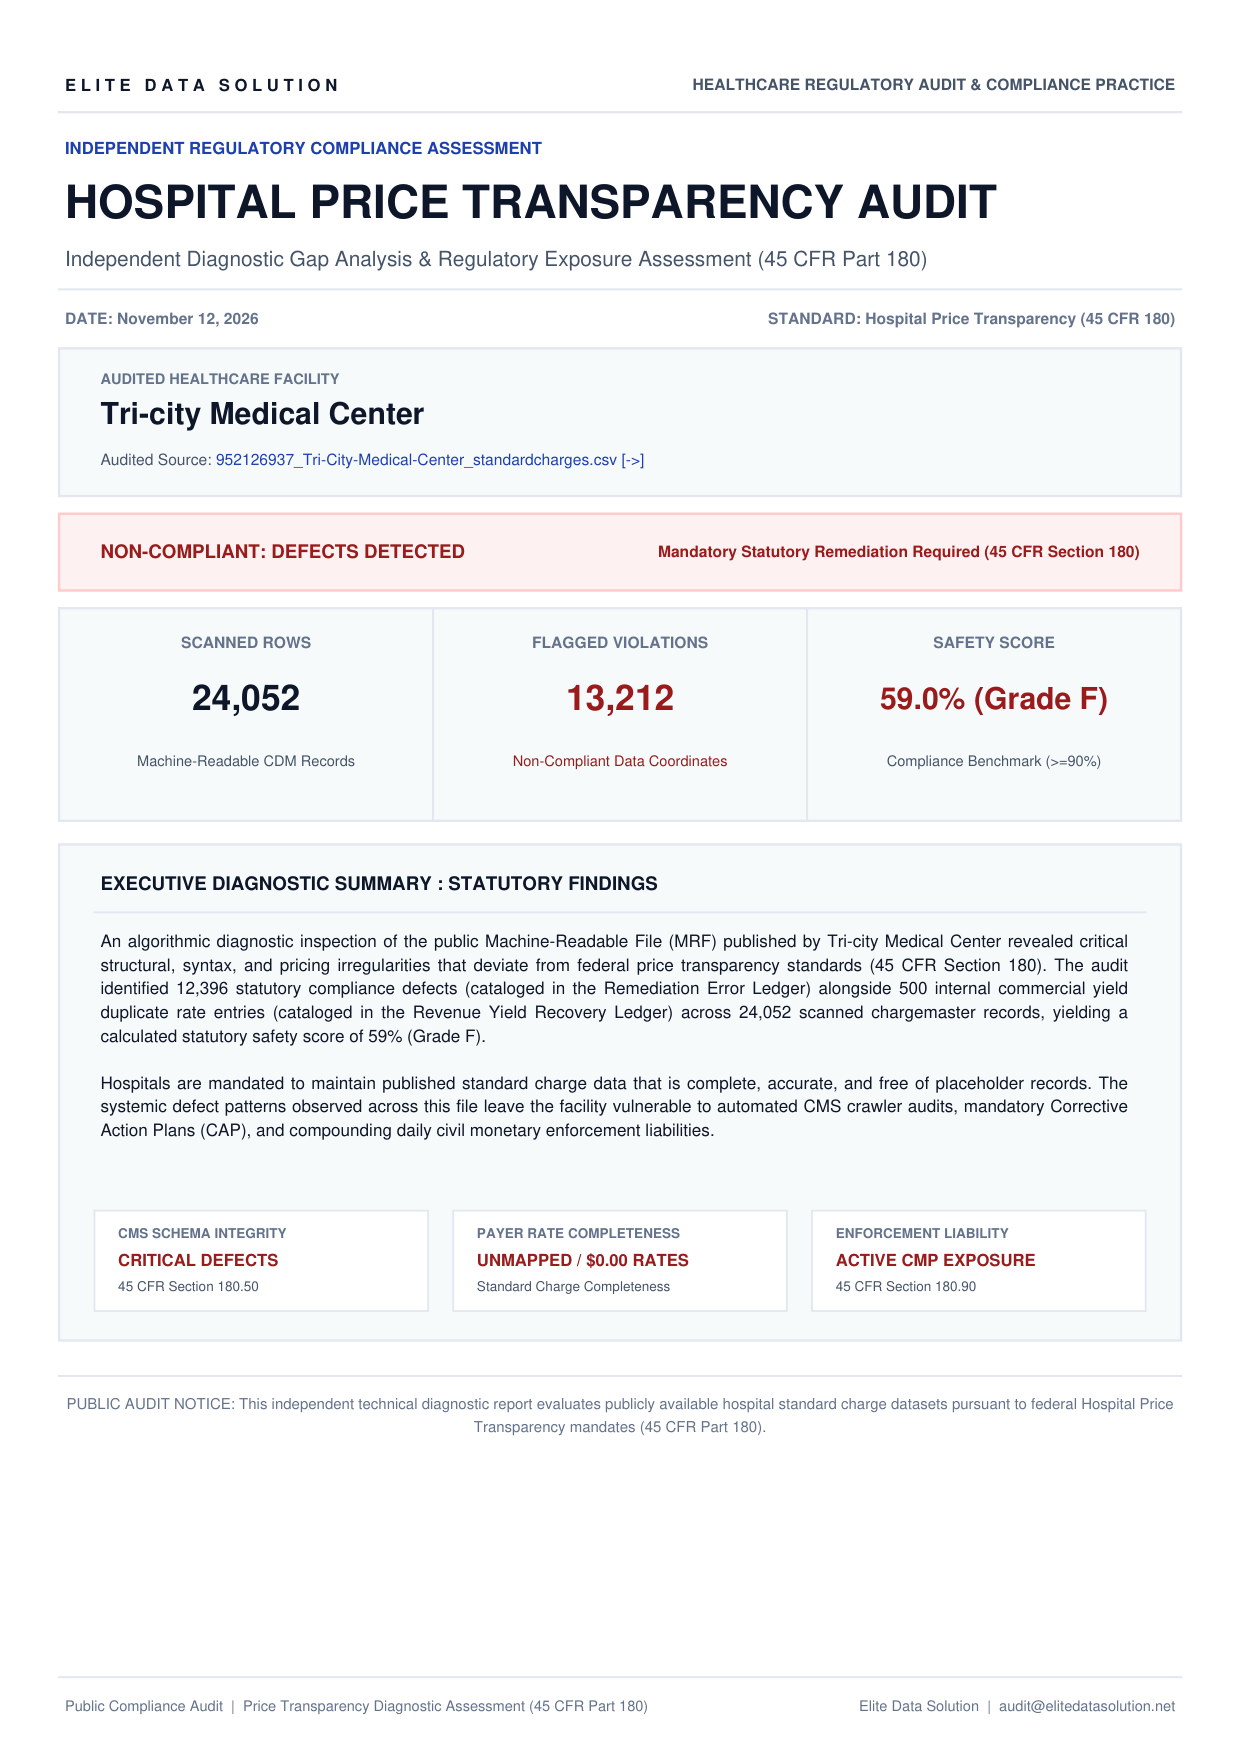 ELITE DATA SOLUTION
HEALTHCARE REGULATORY AUDIT & COMPLIANCE PRACTICE
INDEPENDENT REGULATORY COMPLIANCE ASSESSMENT
HOSPITAL PRICE TRANSPARENCY AUDIT
Independent Diagnostic Gap Analysis & Regulatory Exposure Assessment (45 CFR Part 180)
DATE: November 12, 2026
STANDARD: Hospital Price Transparency (45 CFR 180)
AUDITED HEALTHCARE FACILITY
Tri-city Medical Center
Audited Source: 952126937_Tri-City-Medical-Center_standardcharges.csv [->]
NON-COMPLIANT: DEFECTS DETECTED
Mandatory Statutory Remediation Required (45 CFR Section 180)
SCANNED ROWS
24,052
Machine-Readable CDM Records
FLAGGED VIOLATIONS
13,212
Non-Compliant Data Coordinates
SAFETY SCORE
59.0% (Grade F)
Compliance Benchmark (>=90%)
EXECUTIVE DIAGNOSTIC SUMMARY : STATUTORY FINDINGS
An algorithmic diagnostic inspection of the public Machine-Readable File (MRF) published by Tri-city Medical Center revealed critical
structural, syntax, and pricing irregularities that deviate from federal price transparency standards (45 CFR Section 180). The audit
identified 12,396 statutory compliance defects (cataloged in the Remediation Error Ledger) alongside 500 internal commercial yield
duplicate rate entries (cataloged in the Revenue Yield Recovery Ledger) across 24,052 scanned chargemaster records, yielding a
calculated statutory safety score of 59% (Grade F).
Hospitals are mandated to maintain published standard charge data that is complete, accurate, and free of placeholder records. The
systemic defect patterns observed across this file leave the facility vulnerable to automated CMS crawler audits, mandatory Corrective
Action Plans (CAP), and compounding daily civil monetary enforcement liabilities.
CMS SCHEMA INTEGRITY
CRITICAL DEFECTS
45 CFR Section 180.50
PAYER RATE COMPLETENESS
UNMAPPED / $0.00 RATES
Standard Charge Completeness
ENFORCEMENT LIABILITY
ACTIVE CMP EXPOSURE
45 CFR Section 180.90
PUBLIC AUDIT NOTICE: This independent technical diagnostic report evaluates publicly available hospital standard charge datasets pursuant to federal Hospital Price
Transparency mandates (45 CFR Part 180).
Public Compliance Audit | Price Transparency Diagnostic Assessment (45 CFR Part 180)
Elite Data Solution | audit@elitedatasolution.net